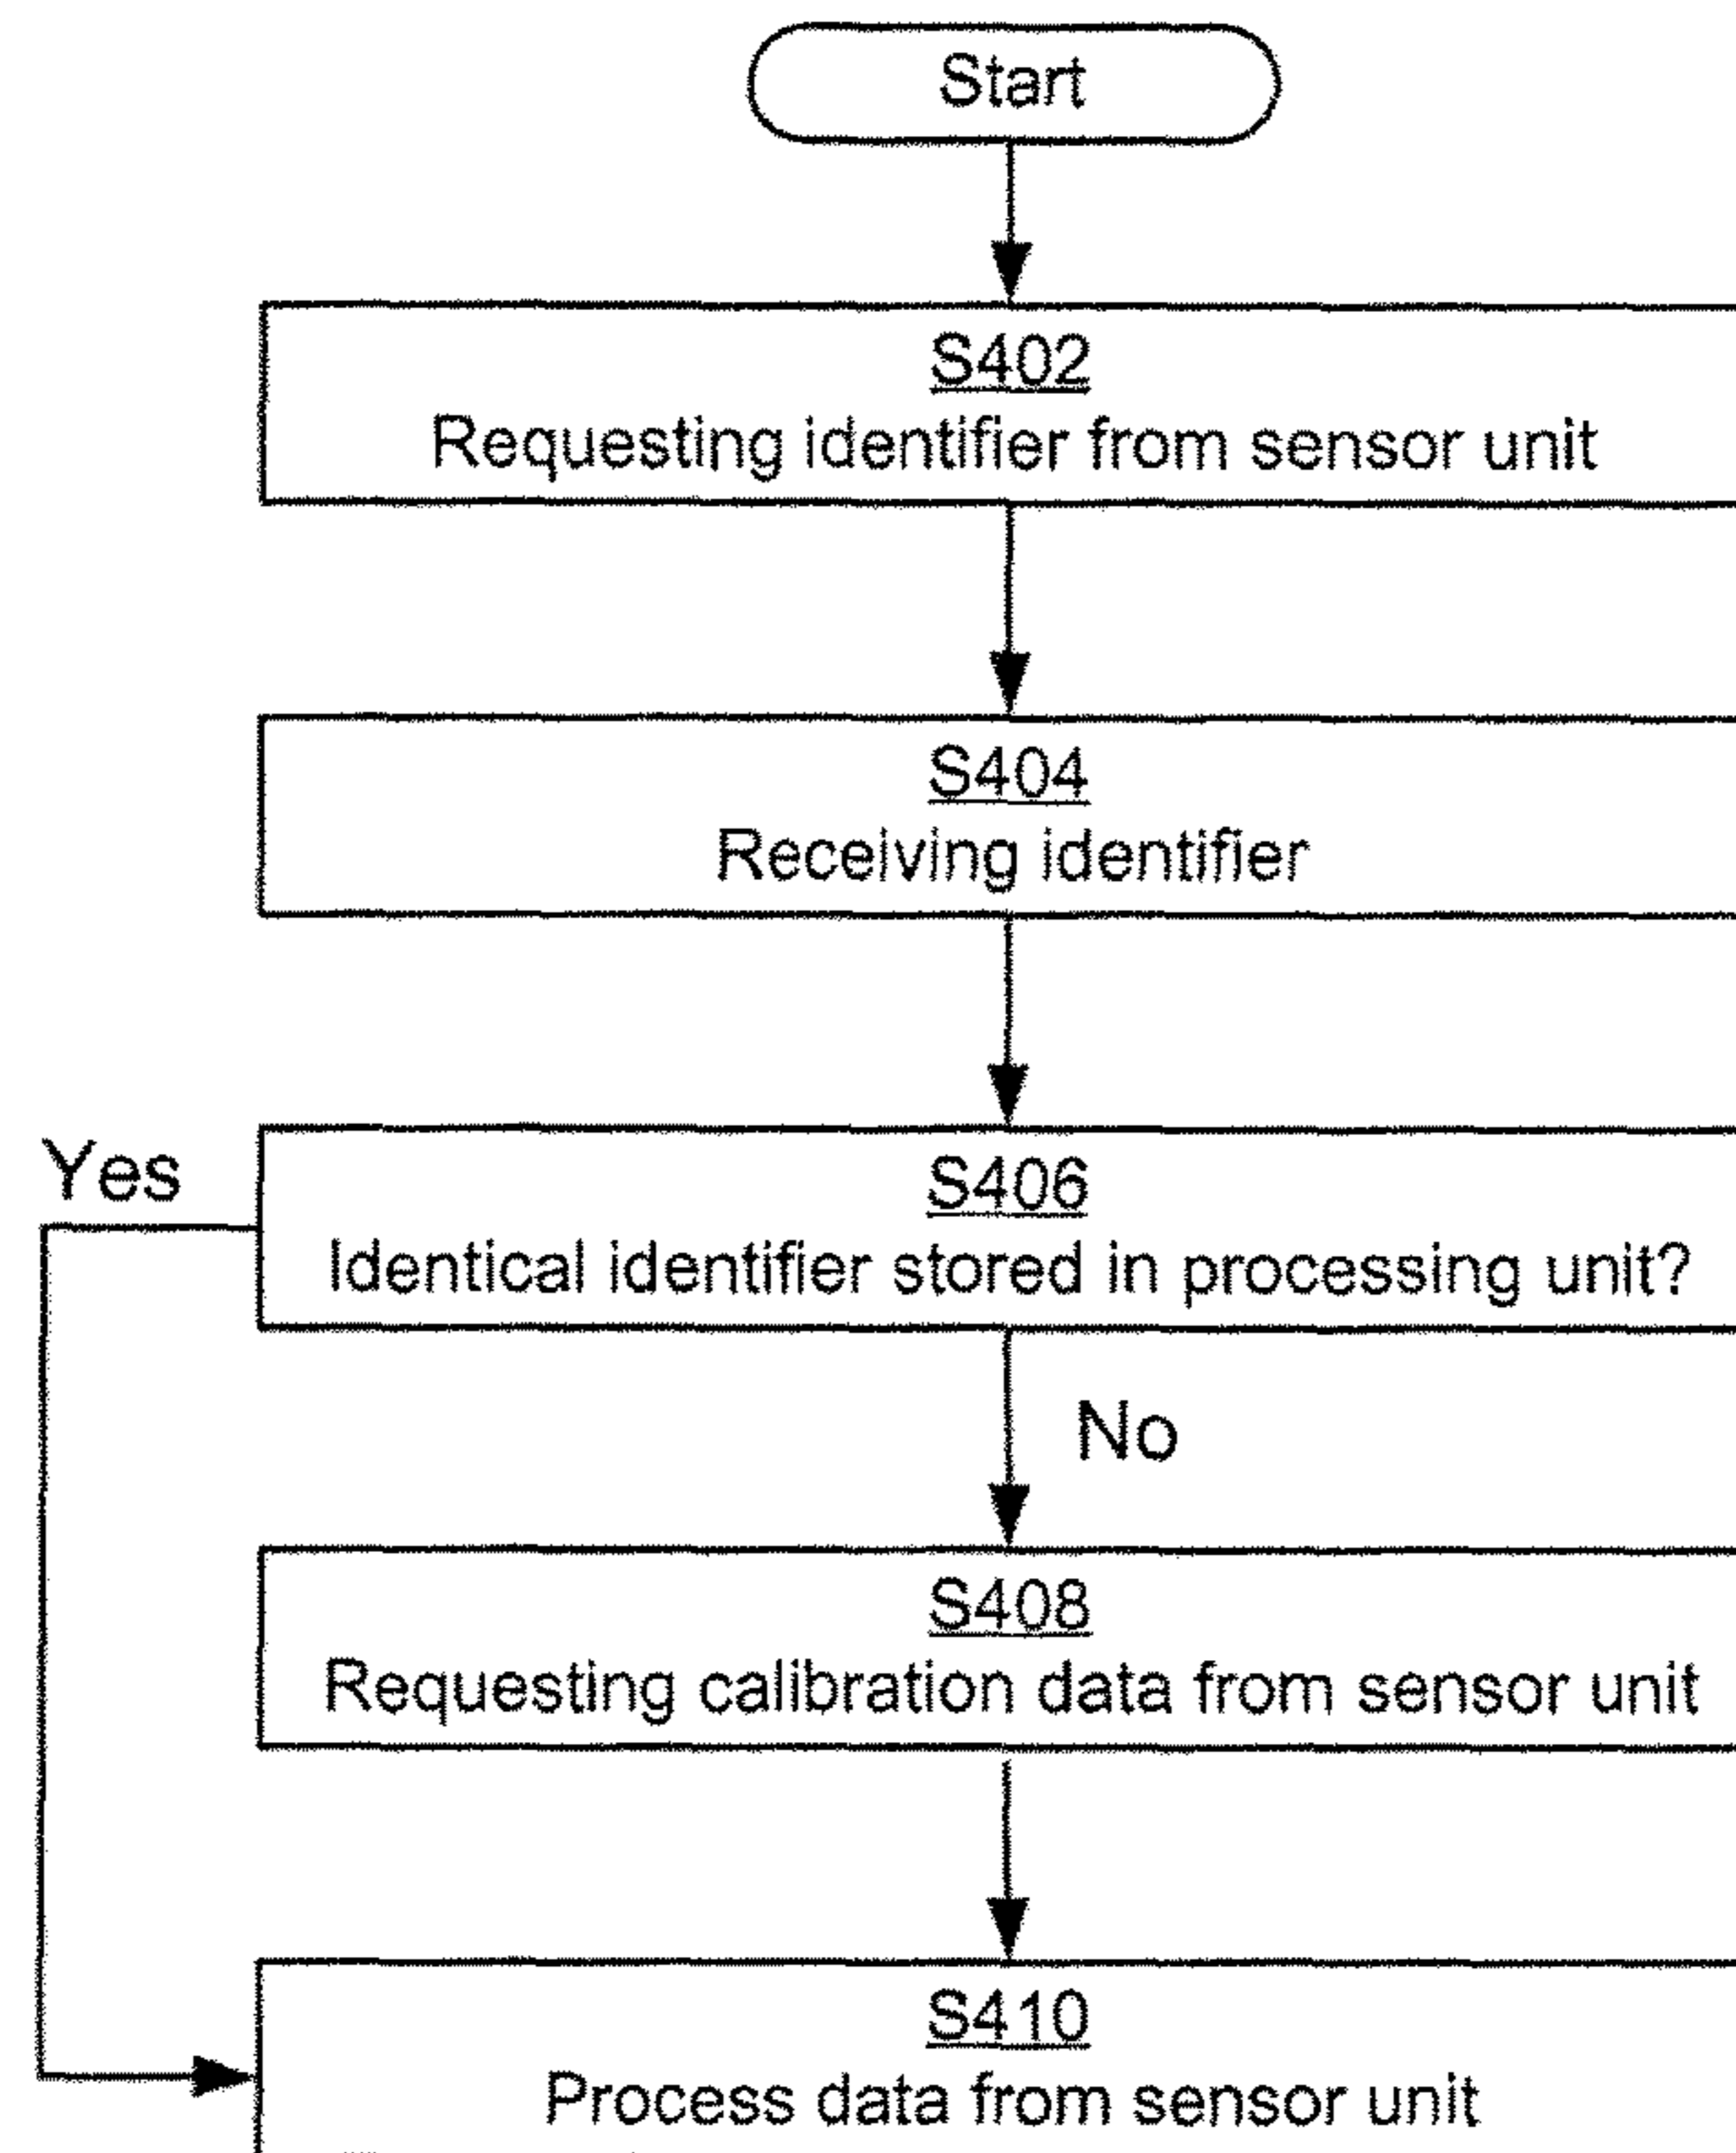 Start
S402
Requesting identifier from sensor unit
S404
Receiving identifier
Yes
S406
Identical identifier stored in processing unit?
No
S408
Requesting calibration data from sensor unit
S410
Process data from sensor unit